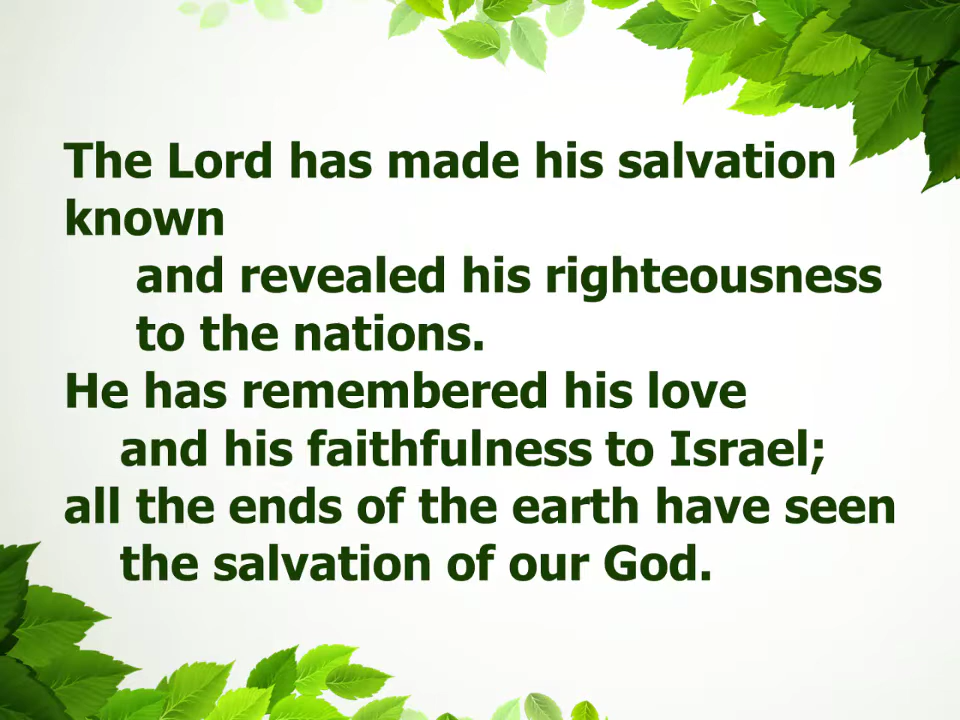 The Lord has made his salvation
known
and revealed his righteousness
to the nations.
He has remembered his love
and his faithfulness to Israel;
all the ends of the earth have seen
the salvation of our God.